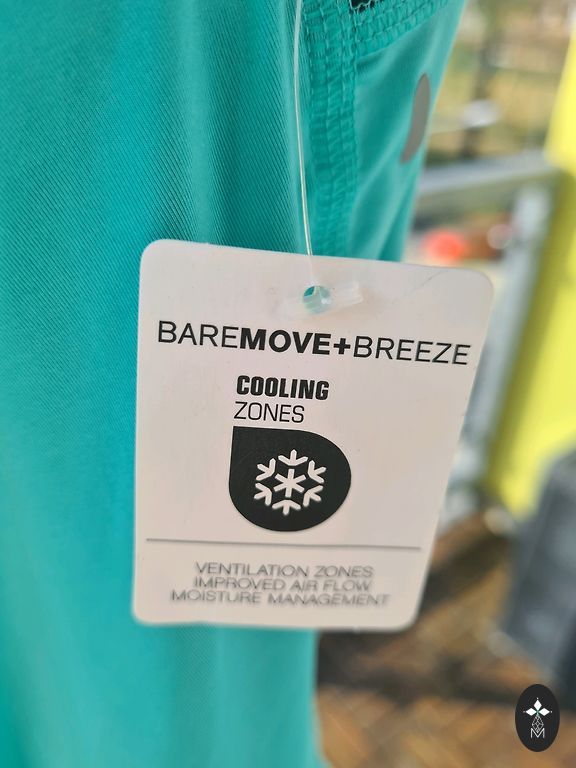 BAREMOVE+BREEZE
COOLING
ZONES
VENTILATION ZONES
IMPROVED AIR FLOW
MOISTURE MANAGEMENT
M